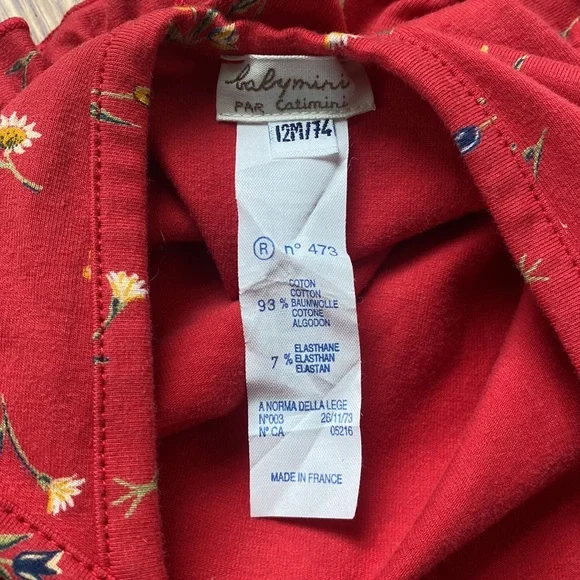 babymini
PAR Catimini
12M/74
® n° 473
COTON
COTTON
93 % BAUMWOLLE
COTONE
ALGODON
ELASTHANE
7 % ELASTHAN
ELASTAN
A NORMA DELLA LEGE
N°003 26/11/73
N° CA 05216
MADE IN FRANCE